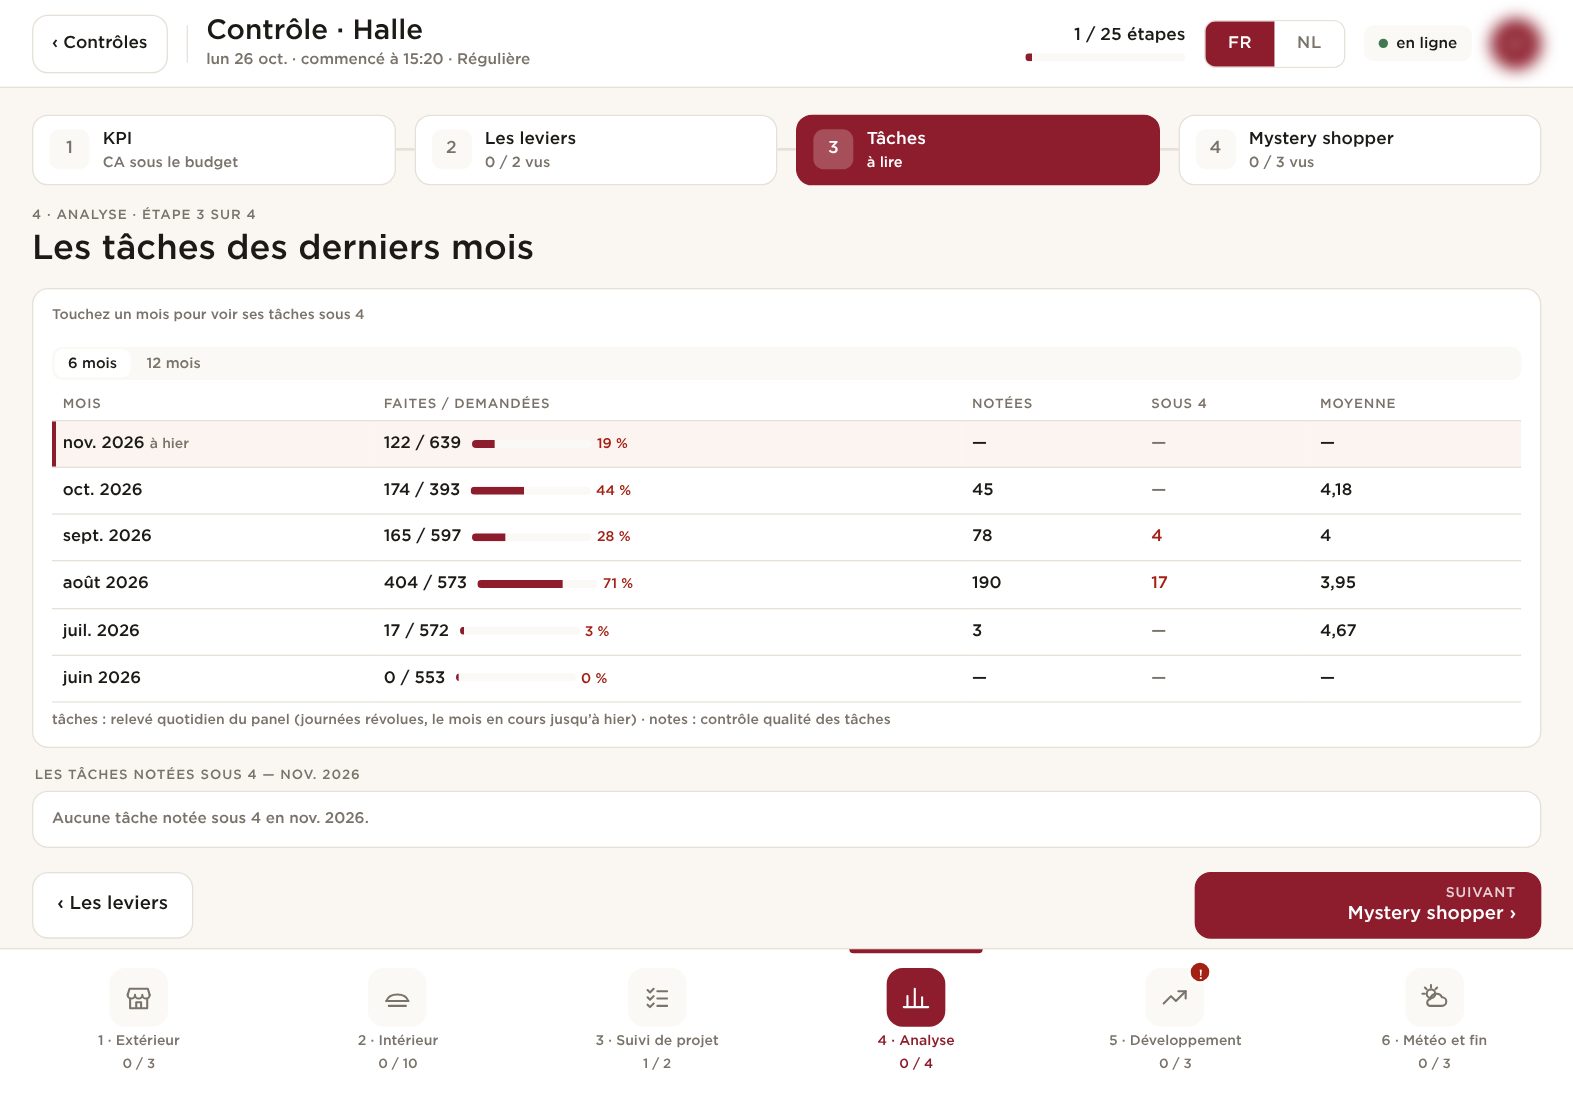 ‹ Contrôles
Contrôle · Halle
lun 26 oct. · commencé à 15:20 · Régulière
1 / 25 étapes
FR
NL
en ligne
1
KPI
CA sous le budget
2
Les leviers
0 / 2 vus
3
Tâches
à lire
4
Mystery shopper
0 / 3 vus
4 · ANALYSE · ÉTAPE 3 SUR 4
Les tâches des derniers mois
Touchez un mois pour voir ses tâches sous 4
6 mois 12 mois
MOIS FAITES / DEMANDÉES NOTÉES SOUS 4 MOYENNE
nov. 2026 à hier 122 / 639 19 % — — —
oct. 2026 174 / 393 44 % 45 — 4,18
sept. 2026 165 / 597 28 % 78 4 4
août 2026 404 / 573 71 % 190 17 3,95
juil. 2026 17 / 572 3 % 3 — 4,67
juin 2026 0 / 553 0 % — — —
tâches : relevé quotidien du panel (journées révolues, le mois en cours jusqu'à hier) · notes : contrôle qualité des tâches
LES TÂCHES NOTÉES SOUS 4 — NOV. 2026
Aucune tâche notée sous 4 en nov. 2026.
‹ Les leviers
SUIVANT
Mystery shopper ›
1 · Extérieur
0 / 3
2 · Intérieur
0 / 10
3 · Suivi de projet
1 / 2
4 · Analyse
0 / 4
!
5 · Développement
0 / 3
6 · Météo et fin
0 / 3